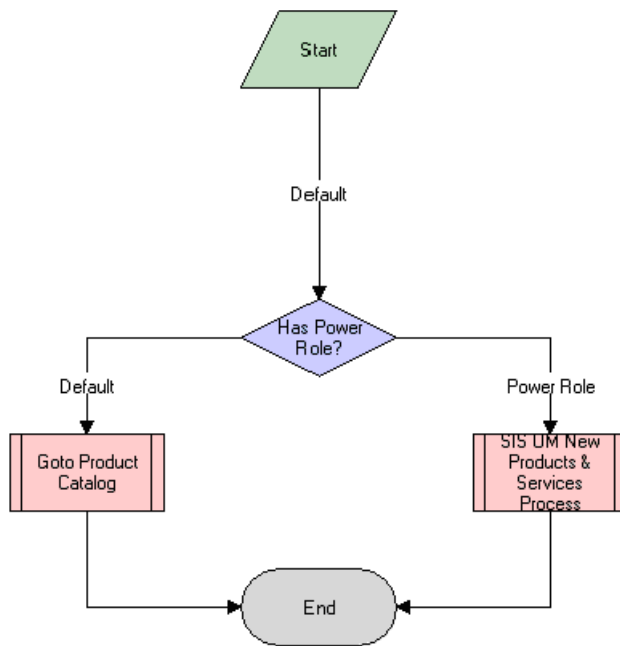 Start
Default
Has Power
Role?
Default
Power Role
Goto Product
Catalog
SIS UM New
Products &
Services
Process
End